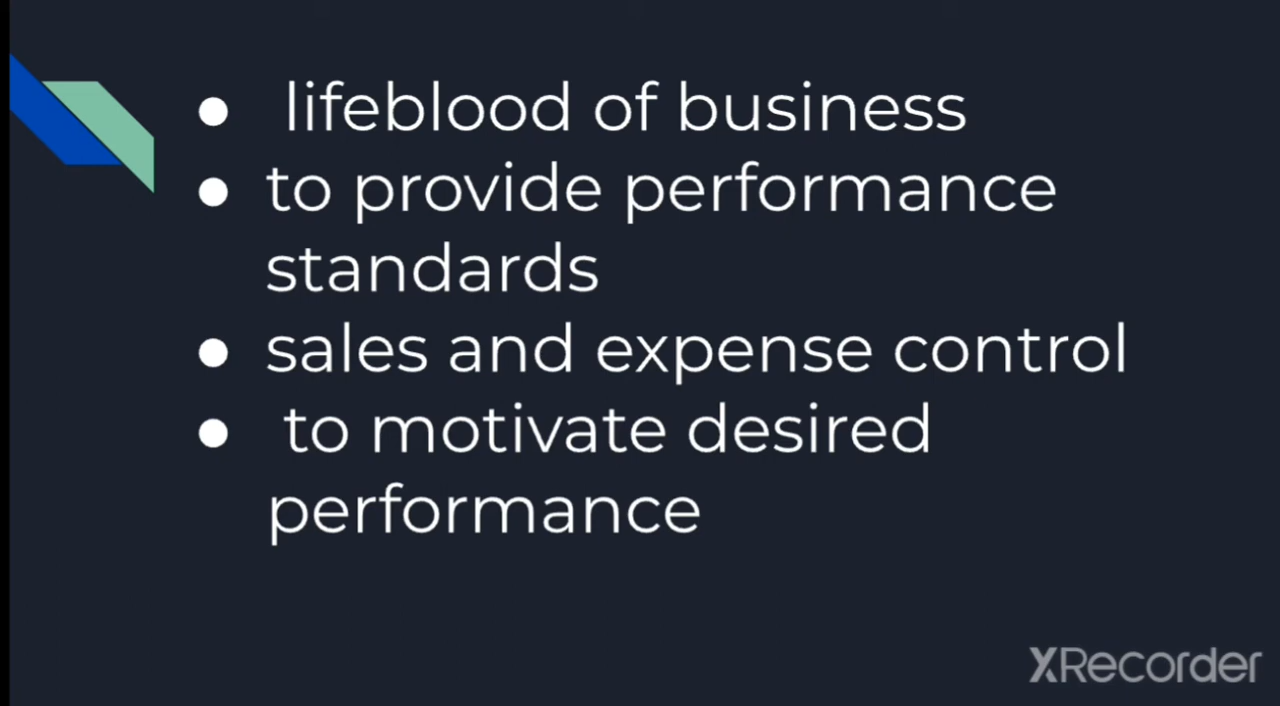 ● lifeblood of business
● to provide performance
standards
● sales and expense control
● to motivate desired
performance
XRecorder